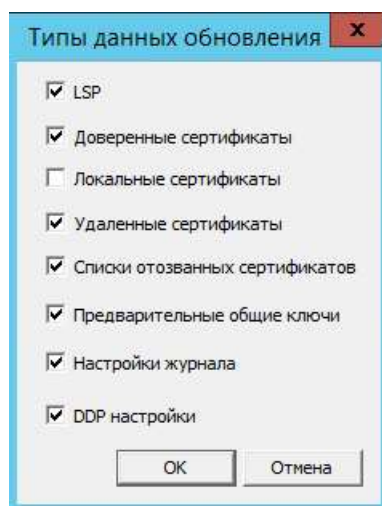 Типы данных обновления
x
LSP
Доверенные сертификаты
Локальные сертификаты
Удаленные сертификаты
Списки отозванных сертификатов
Предварительные общие ключи
Настройки журнала
DDP настройки
OK Отмена